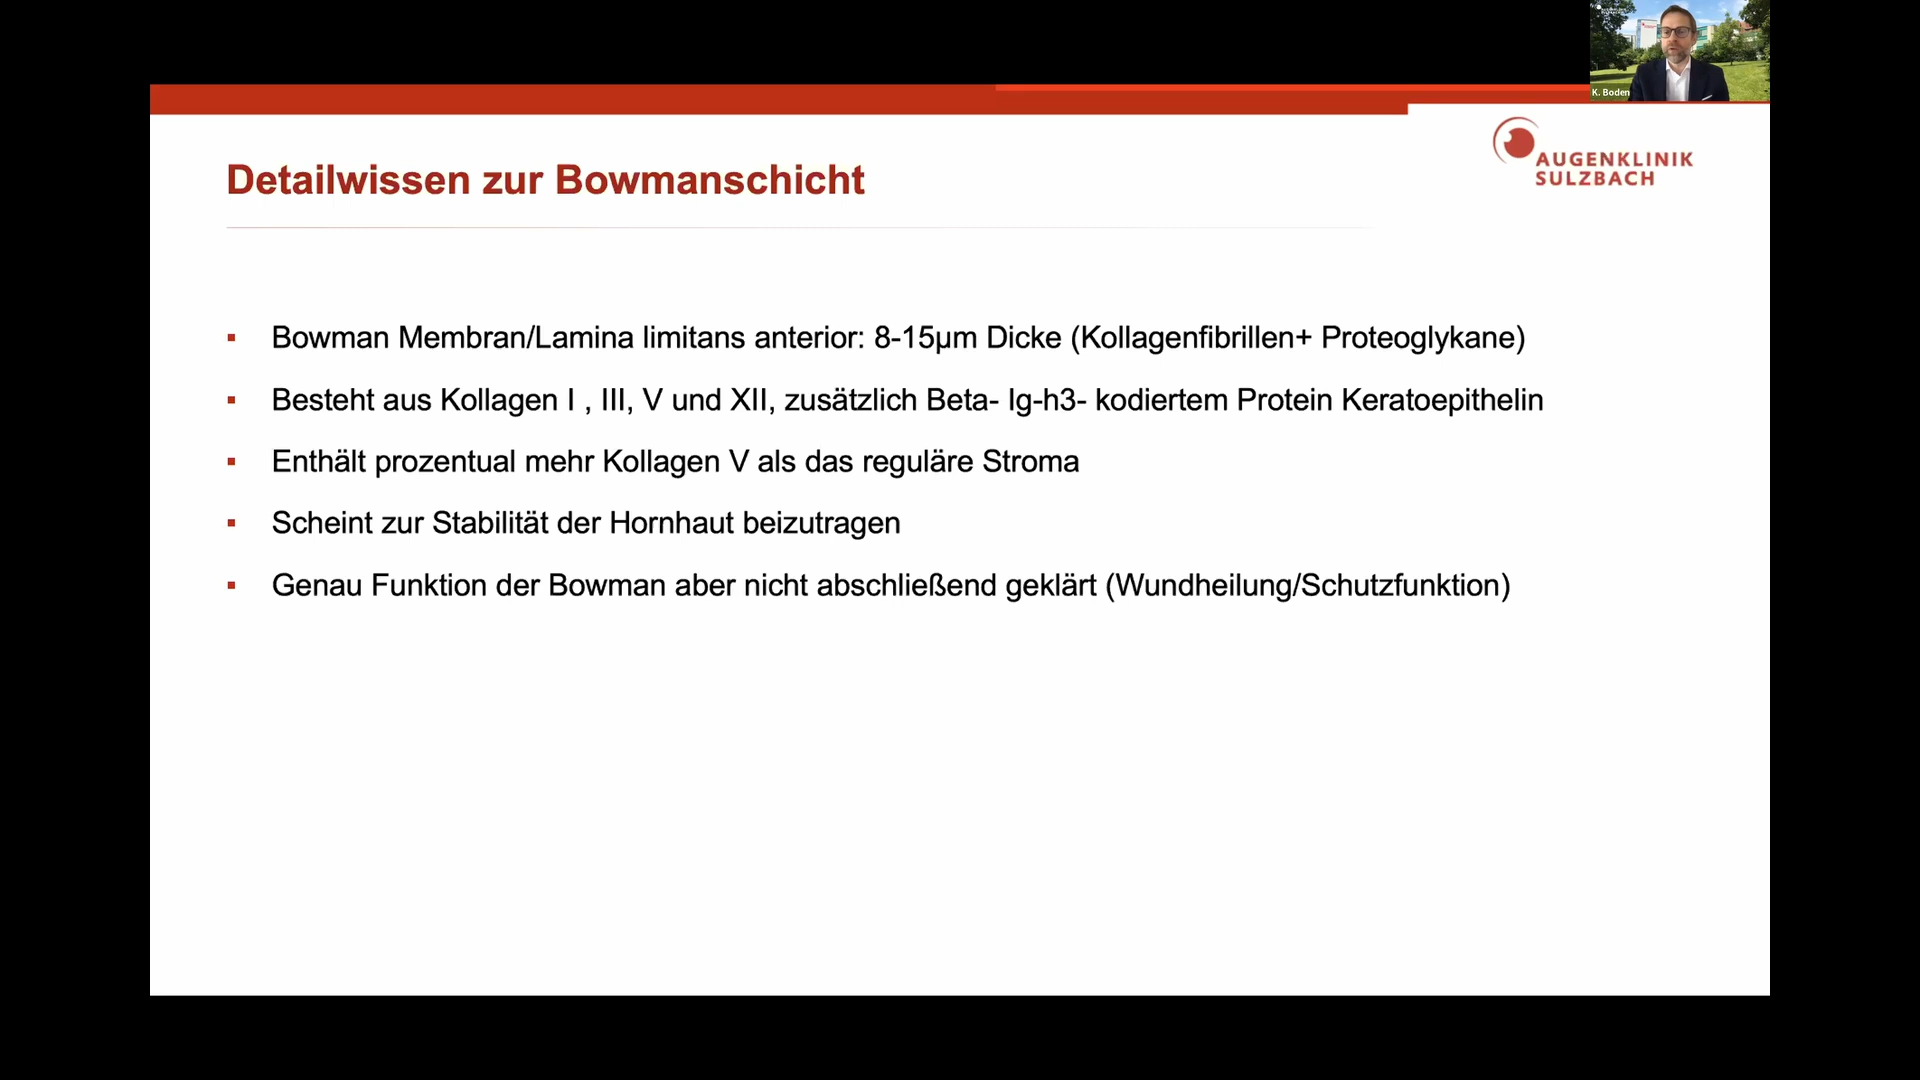 K. Boden
AUGENKLINIK
SULZBACH
Detailwissen zur Bowmanschicht
▪ Bowman Membran/Lamina limitans anterior: 8-15µm Dicke (Kollagenfibrillen+ Proteoglykane)
▪ Besteht aus Kollagen I , III, V und XII, zusätzlich Beta- Ig-h3- kodiertem Protein Keratoepithelin
▪ Enthält prozentual mehr Kollagen V als das reguläre Stroma
▪ Scheint zur Stabilität der Hornhaut beizutragen
▪ Genau Funktion der Bowman aber nicht abschließend geklärt (Wundheilung/Schutzfunktion)